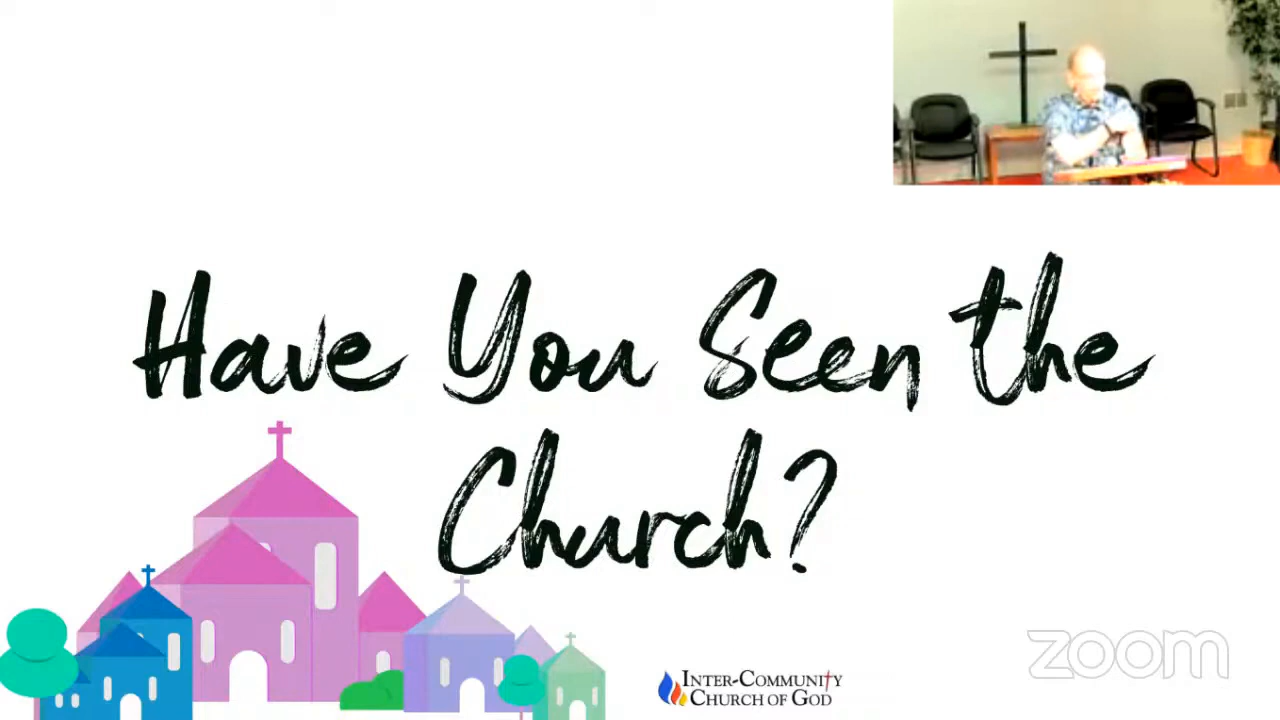 Have You Seen the
Church?
INTER-COMMUNITY
CHURCH OF GOD
zoom